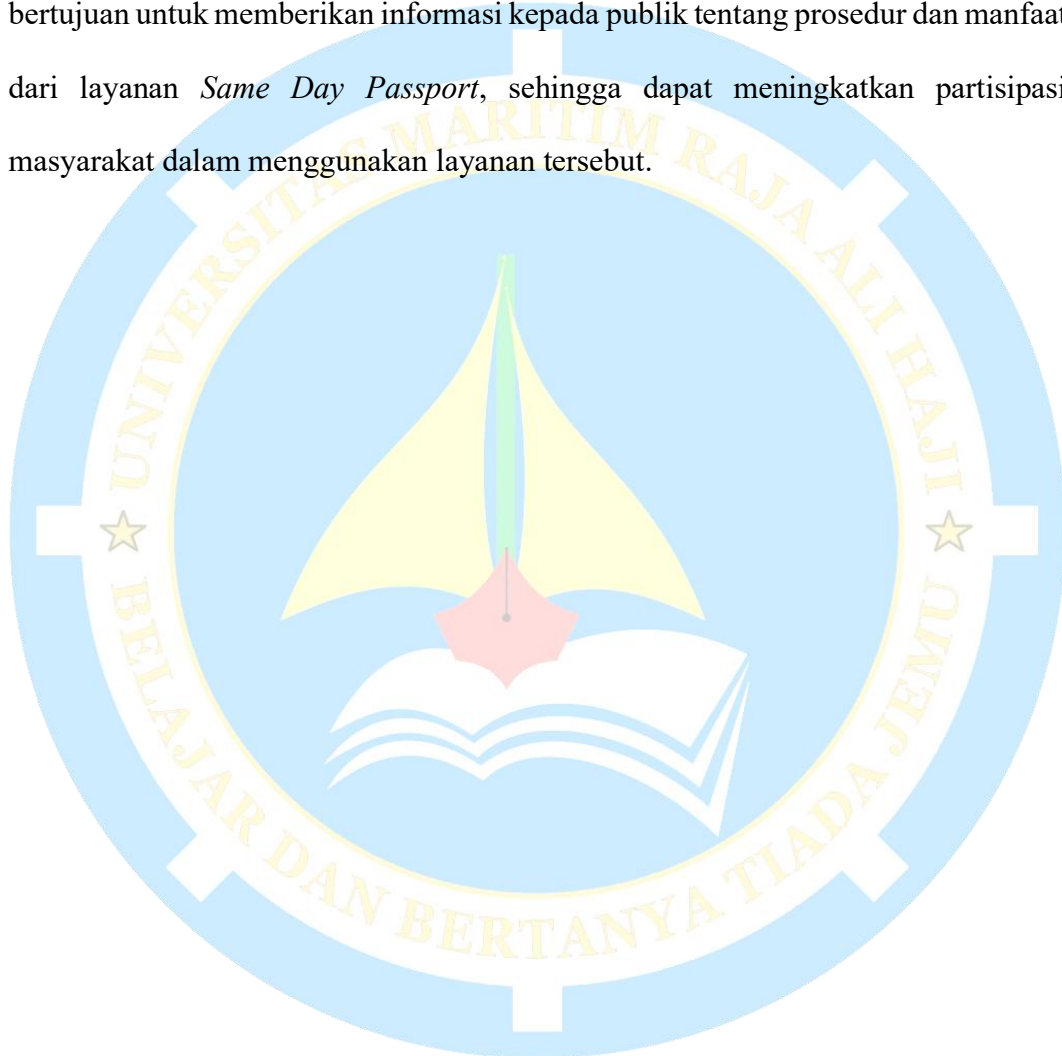 bertujuan untuk memberikan informasi kepada publik tentang prosedur dan manfaat
dari layanan Same Day Passport, sehingga dapat meningkatkan partisipasi
masyarakat dalam menggunakan layanan tersebut.
UNIVERSITAS MARITIM RAJA ALI HAJI
BELAJAR DAN BERTANYA TIADA JEMU